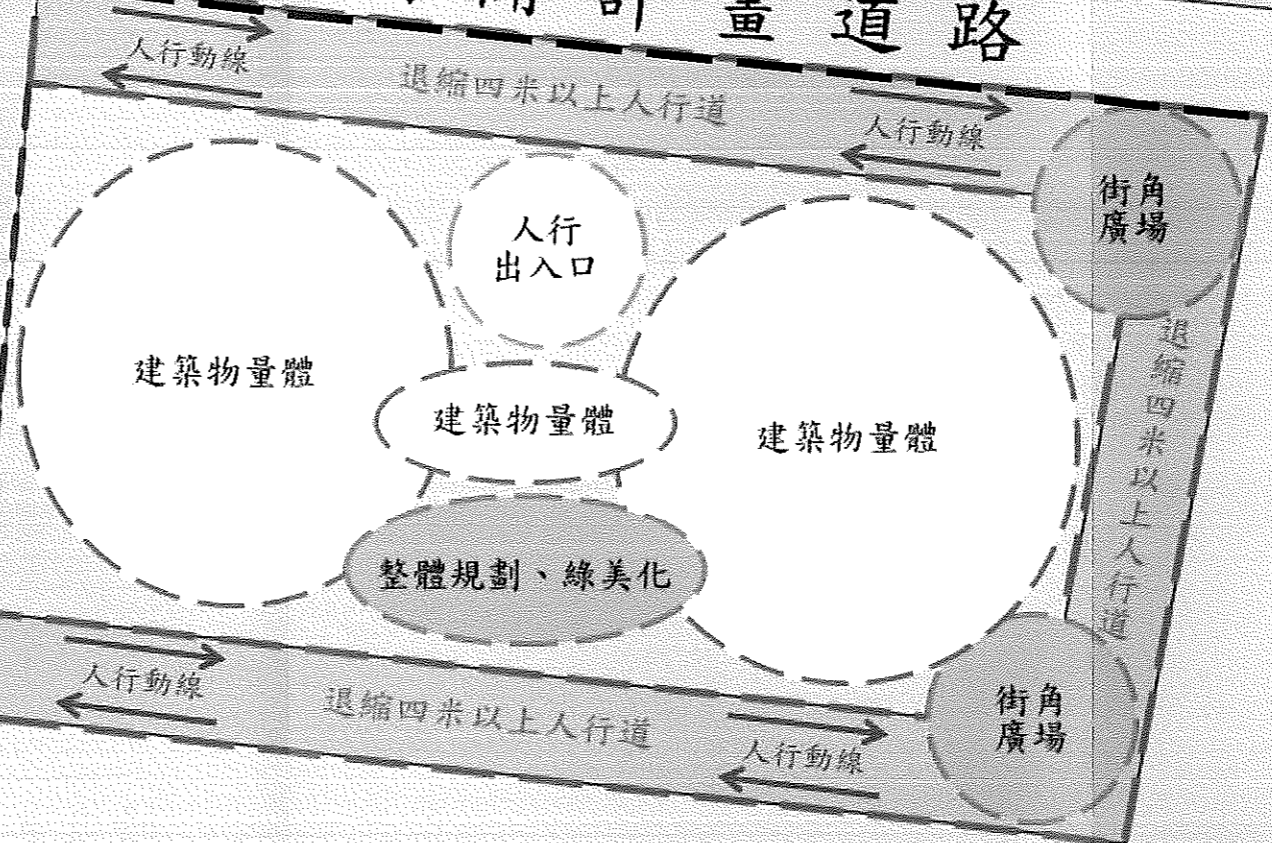 計畫道路
人行動線
退縮四米以上人行道
人行動線
街角
廣場
人行
出入口
退縮四米以上人行道
建築物量體
建築物量體
建築物量體
整體規劃、綠美化
人行動線
退縮四米以上人行道
人行動線
街角
廣場